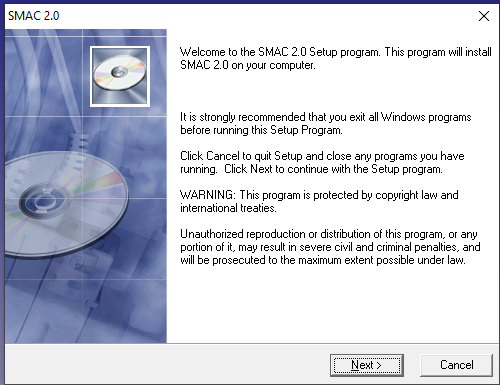 SMAC 2.0
Welcome to the SMAC 2.0 Setup program. This program will install
SMAC 2.0 on your computer.
It is strongly recommended that you exit all Windows programs
before running this Setup Program.
Click Cancel to quit Setup and close any programs you have
running. Click Next to continue with the Setup program.
WARNING: This program is protected by copyright law and
international treaties.
Unauthorized reproduction or distribution of this program, or any
portion of it, may result in severe civil and criminal penalties, and
will be prosecuted to the maximum extent possible under law.
Next >
Cancel